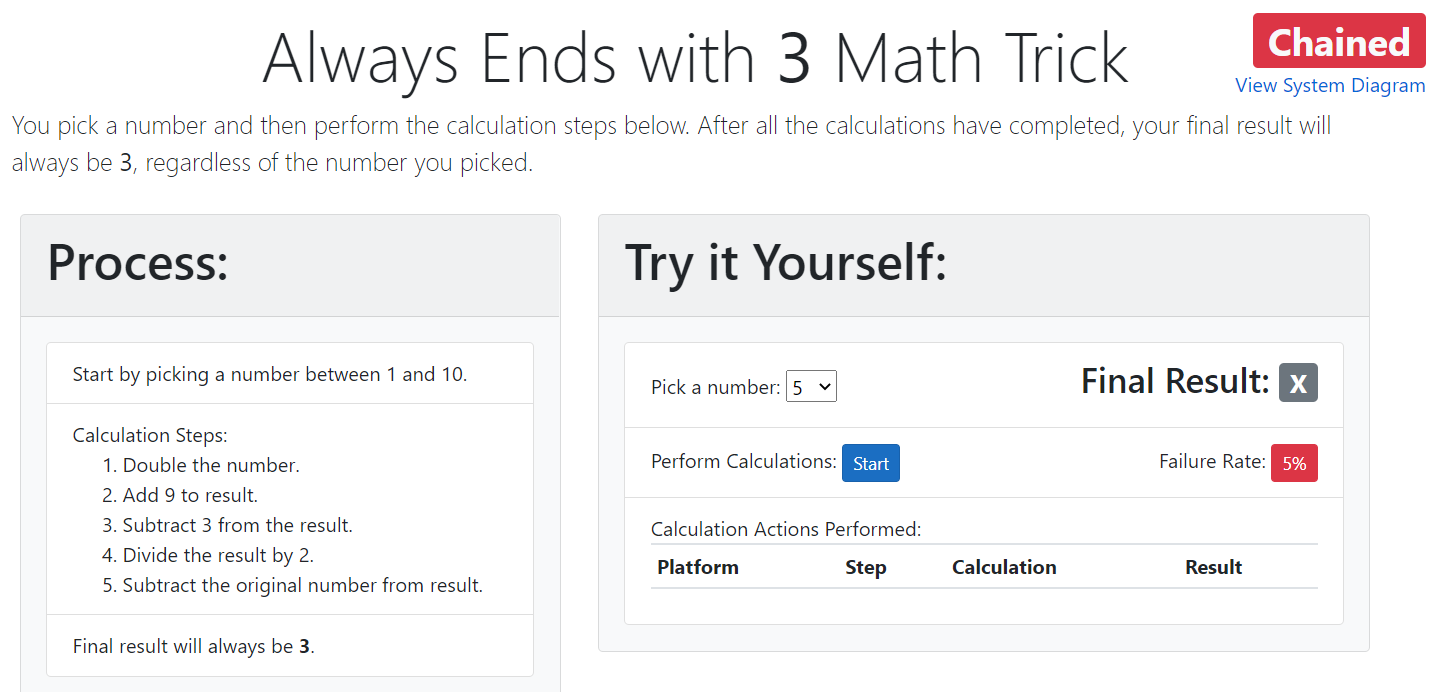 Always Ends with 3 Math Trick
Chained
View System Diagram
You pick a number and then perform the calculation steps below. After all the calculations have completed, your final result will
always be 3, regardless of the number you picked.
Process:
Start by picking a number between 1 and 10.
Calculation Steps:
1. Double the number.
2. Add 9 to result.
3. Subtract 3 from the result.
4. Divide the result by 2.
5. Subtract the original number from result.
Final result will always be 3.
Try it Yourself:
Pick a number: 5
Final Result: X
Perform Calculations: Start
Failure Rate: 5%
Calculation Actions Performed:
Platform Step Calculation Result